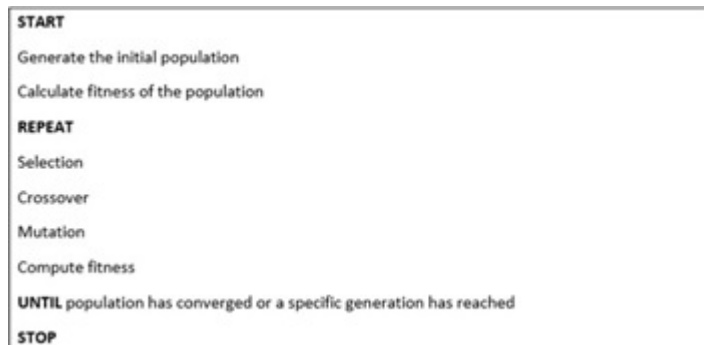 START
Generate the initial population
Calculate fitness of the population
REPEAT
Selection
Crossover
Mutation
Compute fitness
UNTIL population has converged or a specific generation has reached
STOP